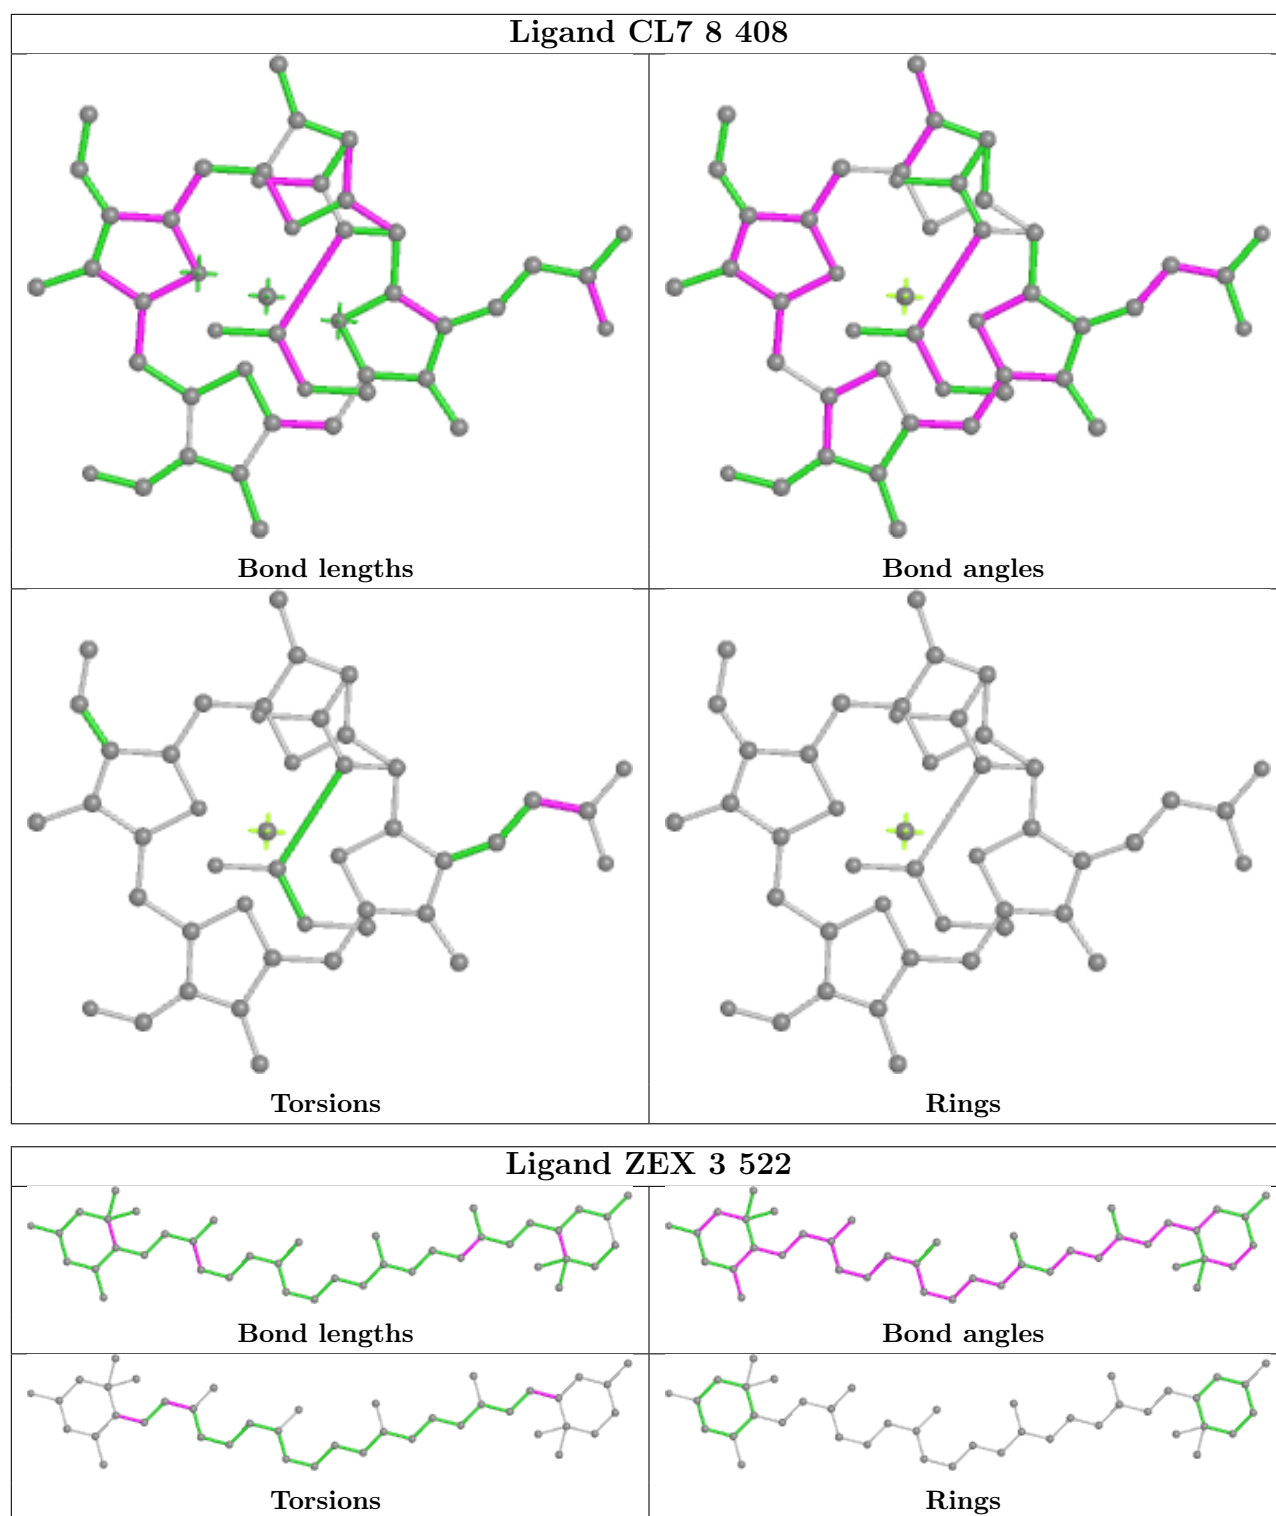 Ligand CL7 8 408
Bond lengths
Bond angles
Torsions
Rings
Ligand ZEX 3 522
Bond lengths
Bond angles
Torsions
Rings